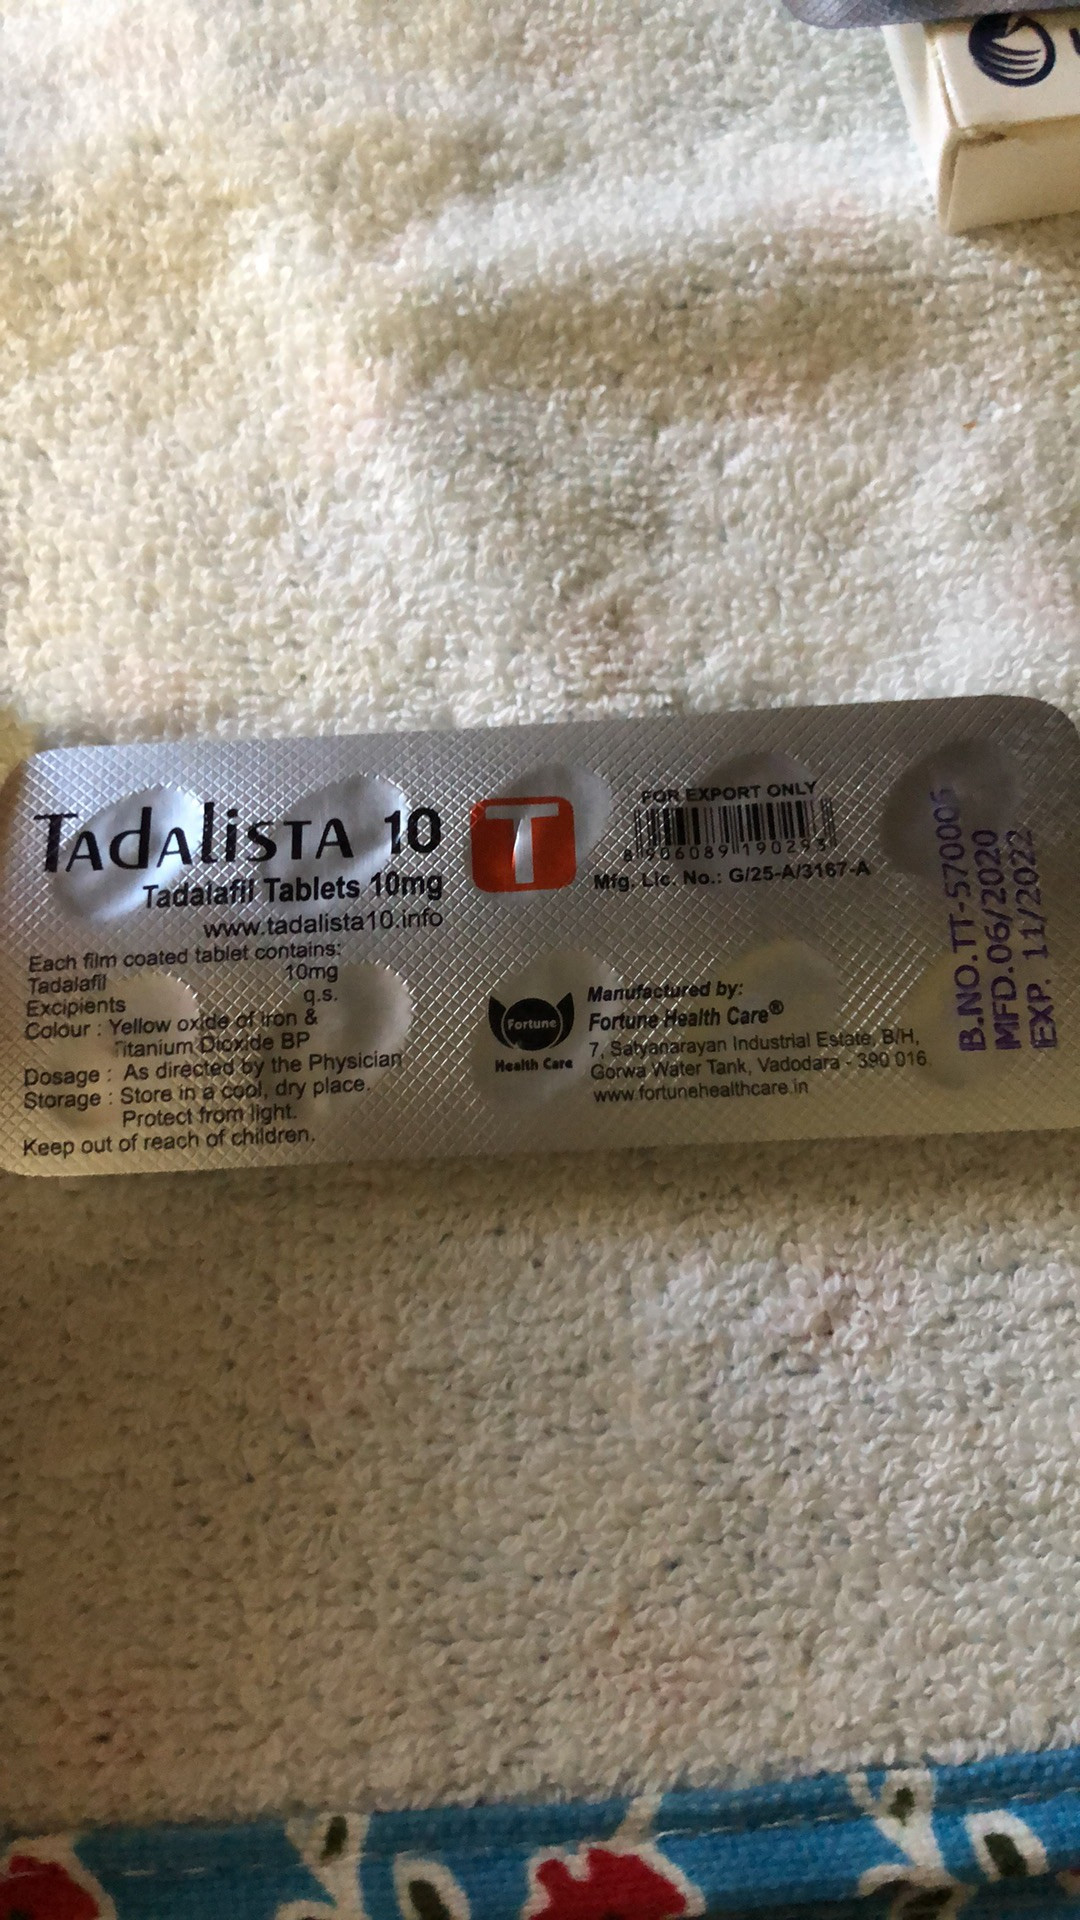 TADALISTA 10
Tadalafil Tablets 10mg
www.tadalista10.info
Each film coated tablet contains:
Tadalafil 10mg
Excipients q.s.
Colour : Yellow oxide of Iron &
Titanium Dioxide BP
Dosage : As directed by the Physician
Storage : Store in a cool, dry place.
Protect from light.
Keep out of reach of children.
T
FOR EXPORT ONLY
8 906089 190293
Mfg. Lic. No.: G/25-A/3167-A
Fortune
Health Care
Manufactured by:
Fortune Health Care®
7, Satyanarayan Industrial Estate, B/H,
Gorwa Water Tank, Vadodara - 390 016.
www.fortunehealthcare.in
B.NO.TT-570006
MFD.06/2020
EXP. 11/2022